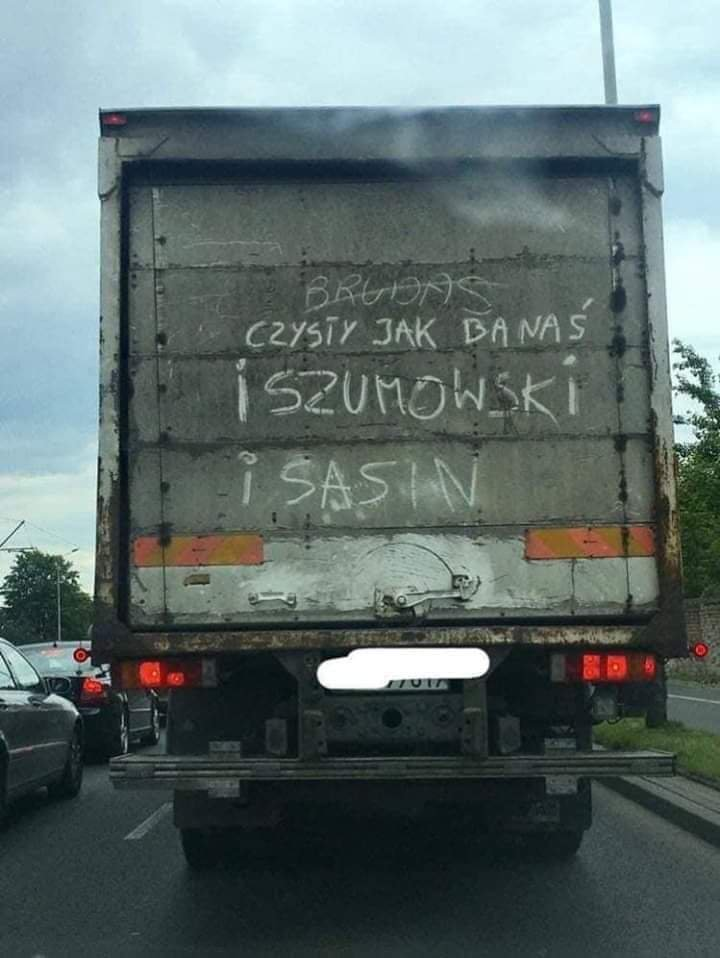 BRUDAS
CZYSTY JAK BANAŚ
i SZUMOWSKI
i SASIN